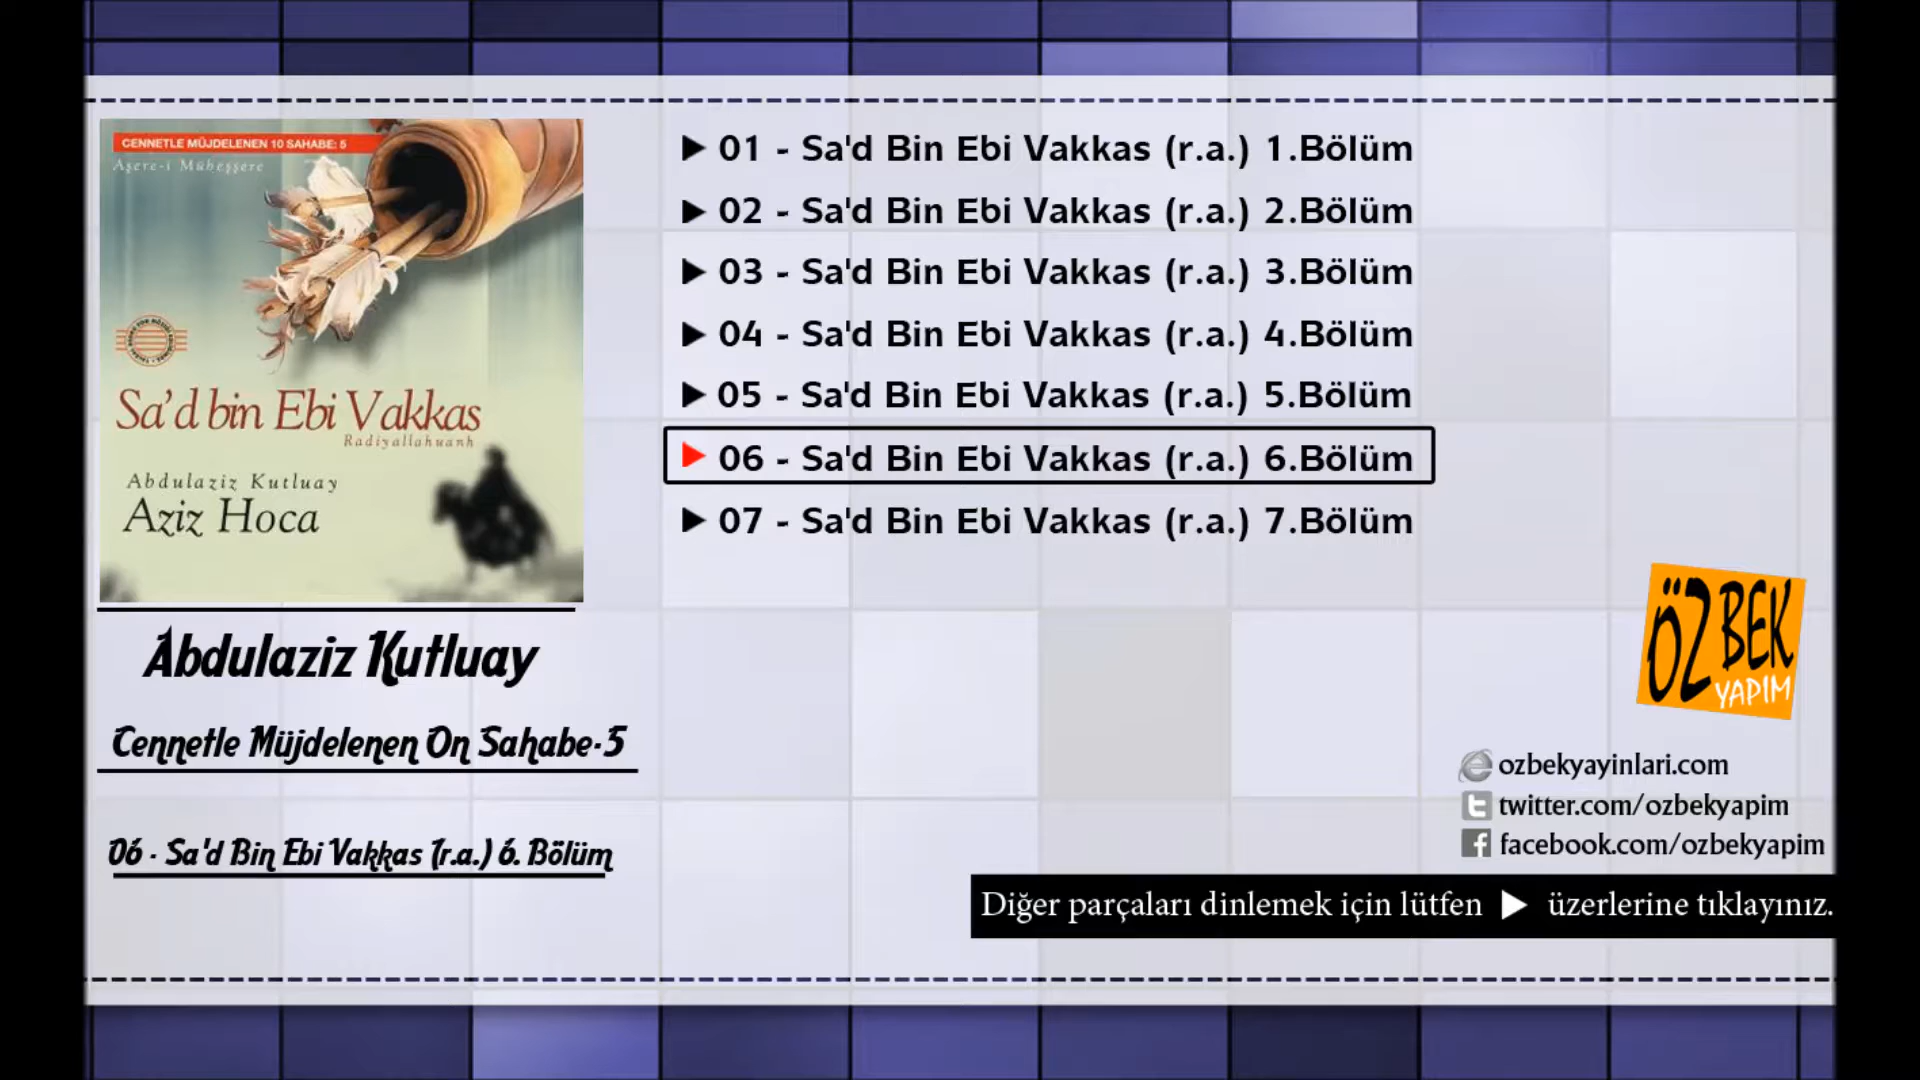 CENNETLE MÜJDELENEN 10 SAHABE: 5
Aşere-i Mübeşşere
Sa'd bin Ebi Vakkas
Radiyallahuanh
Abdulaziz Kutluay
Aziz Hoca
Abdulaziz Kutluay
Cennetle Müjdelenen On Sahabe-5
06 - Sa'd Bin Ebi Vakkas (r.a.) 6. Bölüm
01 - Sa'd Bin Ebi Vakkas (r.a.) 1.Bölüm
02 - Sa'd Bin Ebi Vakkas (r.a.) 2.Bölüm
03 - Sa'd Bin Ebi Vakkas (r.a.) 3.Bölüm
04 - Sa'd Bin Ebi Vakkas (r.a.) 4.Bölüm
05 - Sa'd Bin Ebi Vakkas (r.a.) 5.Bölüm
06 - Sa'd Bin Ebi Vakkas (r.a.) 6.Bölüm
07 - Sa'd Bin Ebi Vakkas (r.a.) 7.Bölüm
ÖZBEK
YAPIM
ozbekyayinlari.com
twitter.com/ozbekyapim
facebook.com/ozbekyapim
Diğer parçaları dinlemek için lütfen ▶ üzerlerine tıklayınız.